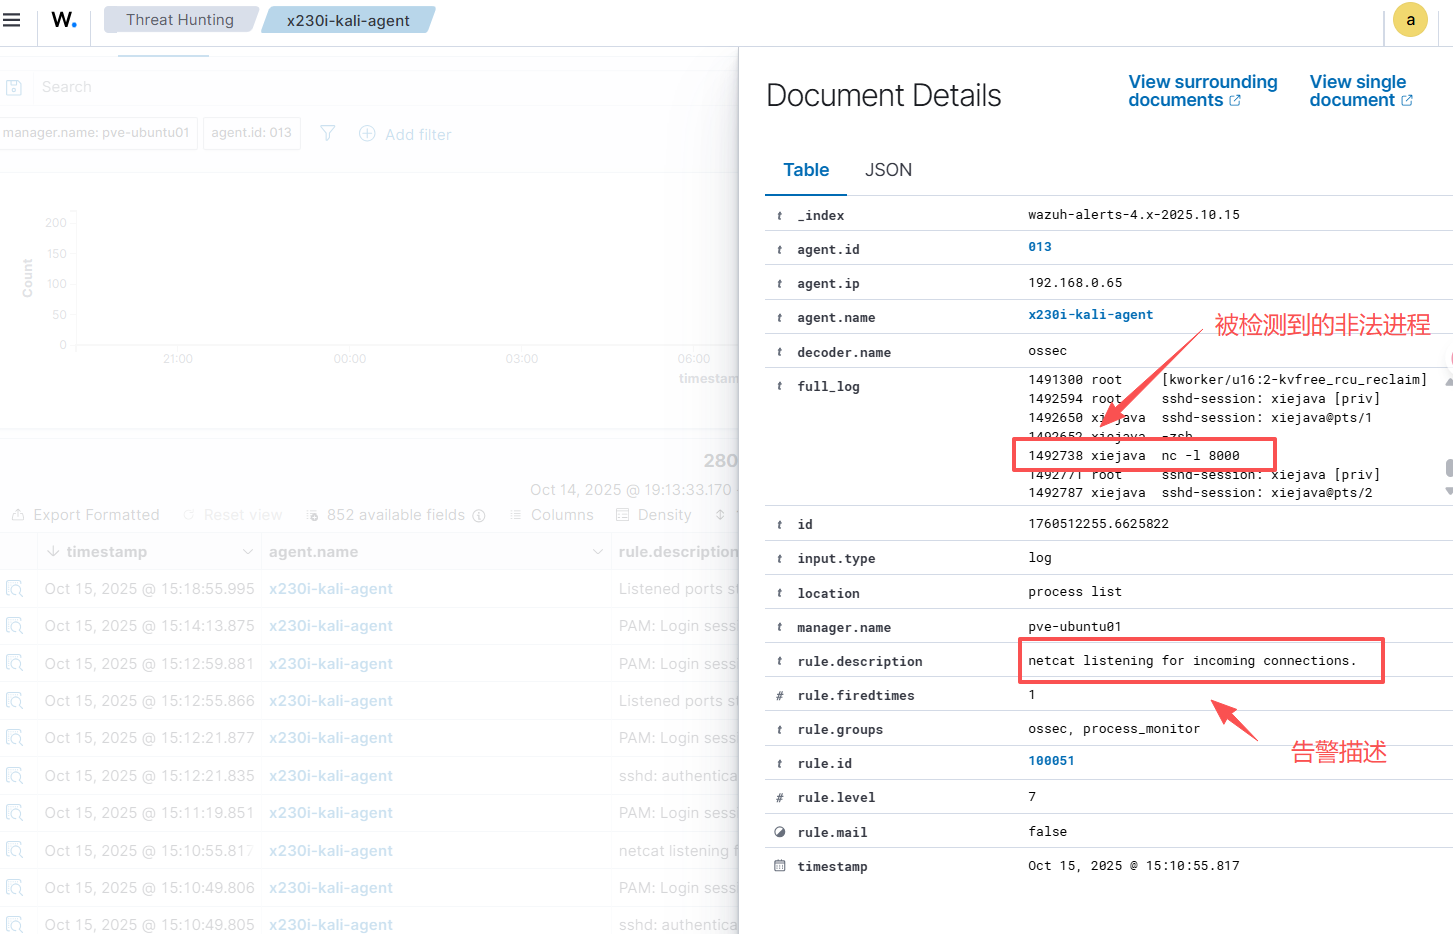 W.
Threat Hunting
x230i-kali-agent
a
Search
manager.name: pve-ubuntu01
agent.id: 013
Add filter
200
150
100
50
0
Count
21:00
00:00
03:00
06:00
timestam
280
Oct 14, 2025 @ 19:13:33.170 -
Export Formatted
Reset view
852 available fields
Columns
Density
timestamp
agent.name
rule.description
Oct 15, 2025 @ 15:18:55.995 x230i-kali-agent Listened ports st
Oct 15, 2025 @ 15:14:13.875 x230i-kali-agent PAM: Login sess
Oct 15, 2025 @ 15:12:59.881 x230i-kali-agent PAM: Login sess
Oct 15, 2025 @ 15:12:55.866 x230i-kali-agent Listened ports st
Oct 15, 2025 @ 15:12:21.877 x230i-kali-agent PAM: Login sess
Oct 15, 2025 @ 15:12:21.835 x230i-kali-agent sshd: authentica
Oct 15, 2025 @ 15:11:19.851 x230i-kali-agent PAM: Login sess
Oct 15, 2025 @ 15:10:55.817 x230i-kali-agent netcat listening f
Oct 15, 2025 @ 15:10:49.806 x230i-kali-agent PAM: Login sess
Oct 15, 2025 @ 15:10:49.805 x230i-kali-agent sshd: authentica
Document Details
View surrounding
documents
View single
document
Table
JSON
t _index wazuh-alerts-4.x-2025.10.15
t agent.id 013
t agent.ip 192.168.0.65
t agent.name x230i-kali-agent
被检测到的非法进程
t decoder.name ossec
t full_log
1491300 root [kworker/u16:2-kvfree_rcu_reclaim]
1492594 root sshd-session: xiejava [priv]
1492650 xiejava sshd-session: xiejava@pts/1
1492652 xiejava -zsh
1492738 xiejava nc -l 8000
1492771 root sshd-session: xiejava [priv]
1492787 xiejava sshd-session: xiejava@pts/2
t id 1760512255.6625822
t input.type log
t location process list
t manager.name pve-ubuntu01
t rule.description netcat listening for incoming connections.
# rule.firedtimes 1
t rule.groups ossec, process_monitor
告警描述
t rule.id 100051
# rule.level 7
rule.mail false
timestamp Oct 15, 2025 @ 15:10:55.817